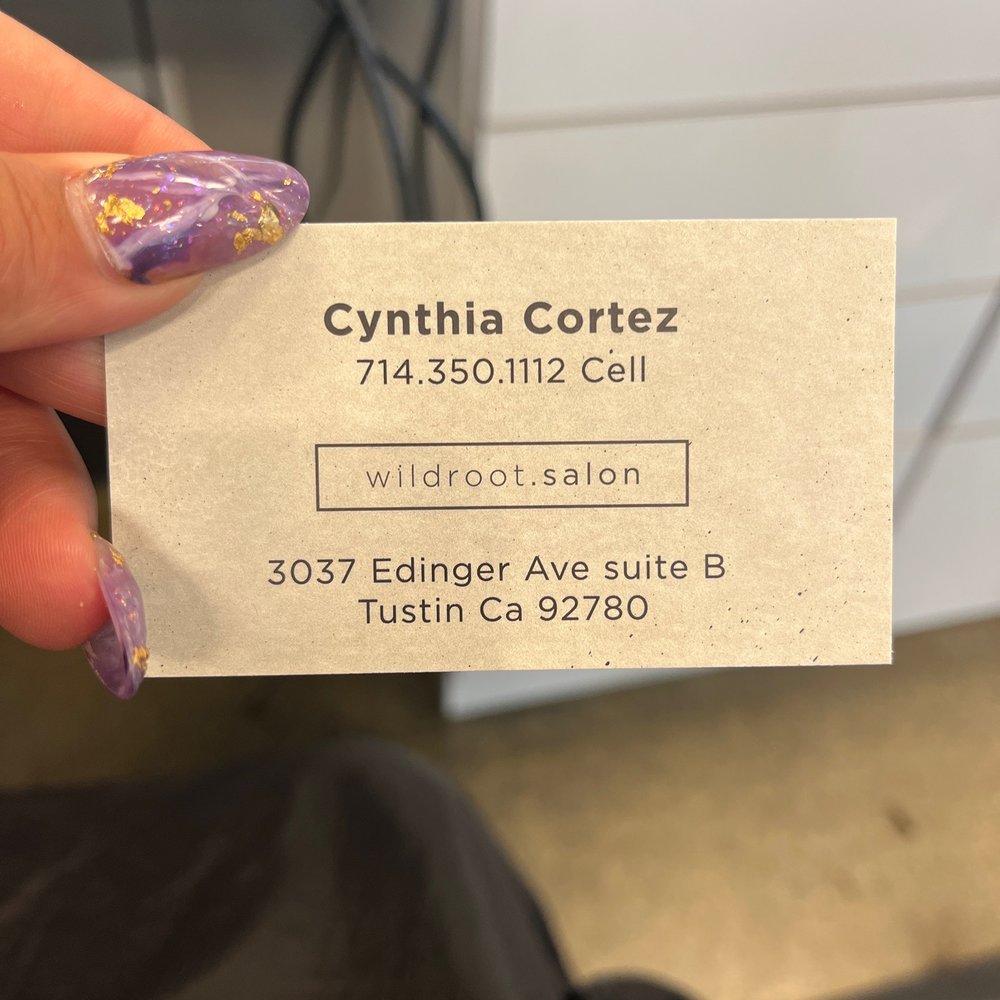 Cynthia Cortez
714.350.1112 Cell
wildroot.salon
3037 Edinger Ave suite B
Tustin Ca 92780